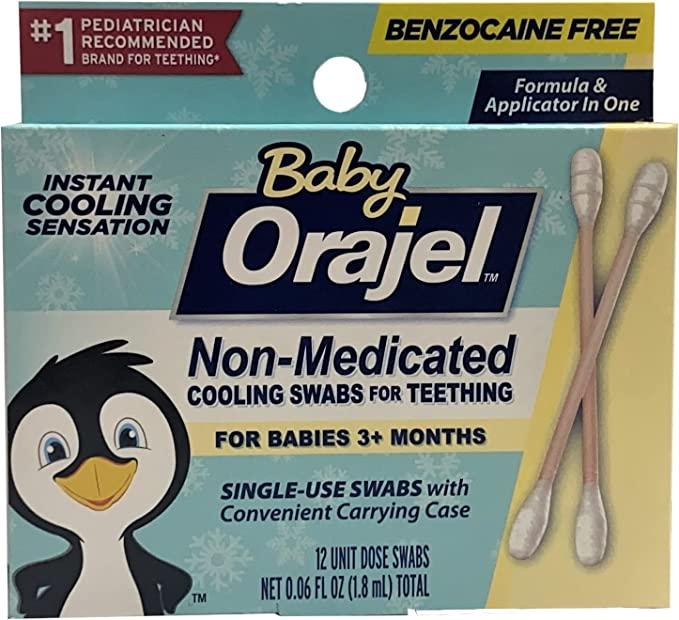 #1 PEDIATRICIAN
RECOMMENDED
BRAND FOR TEETHING*
BENZOCAINE FREE
Formula &
Applicator In One
INSTANT
COOLING
SENSATION
Baby
Orajel™
Non-Medicated
COOLING SWABS FOR TEETHING
FOR BABIES 3+ MONTHS
SINGLE-USE SWABS with
Convenient Carrying Case
12 UNIT DOSE SWABS
NET 0.06 FL OZ (1.8 mL) TOTAL
™